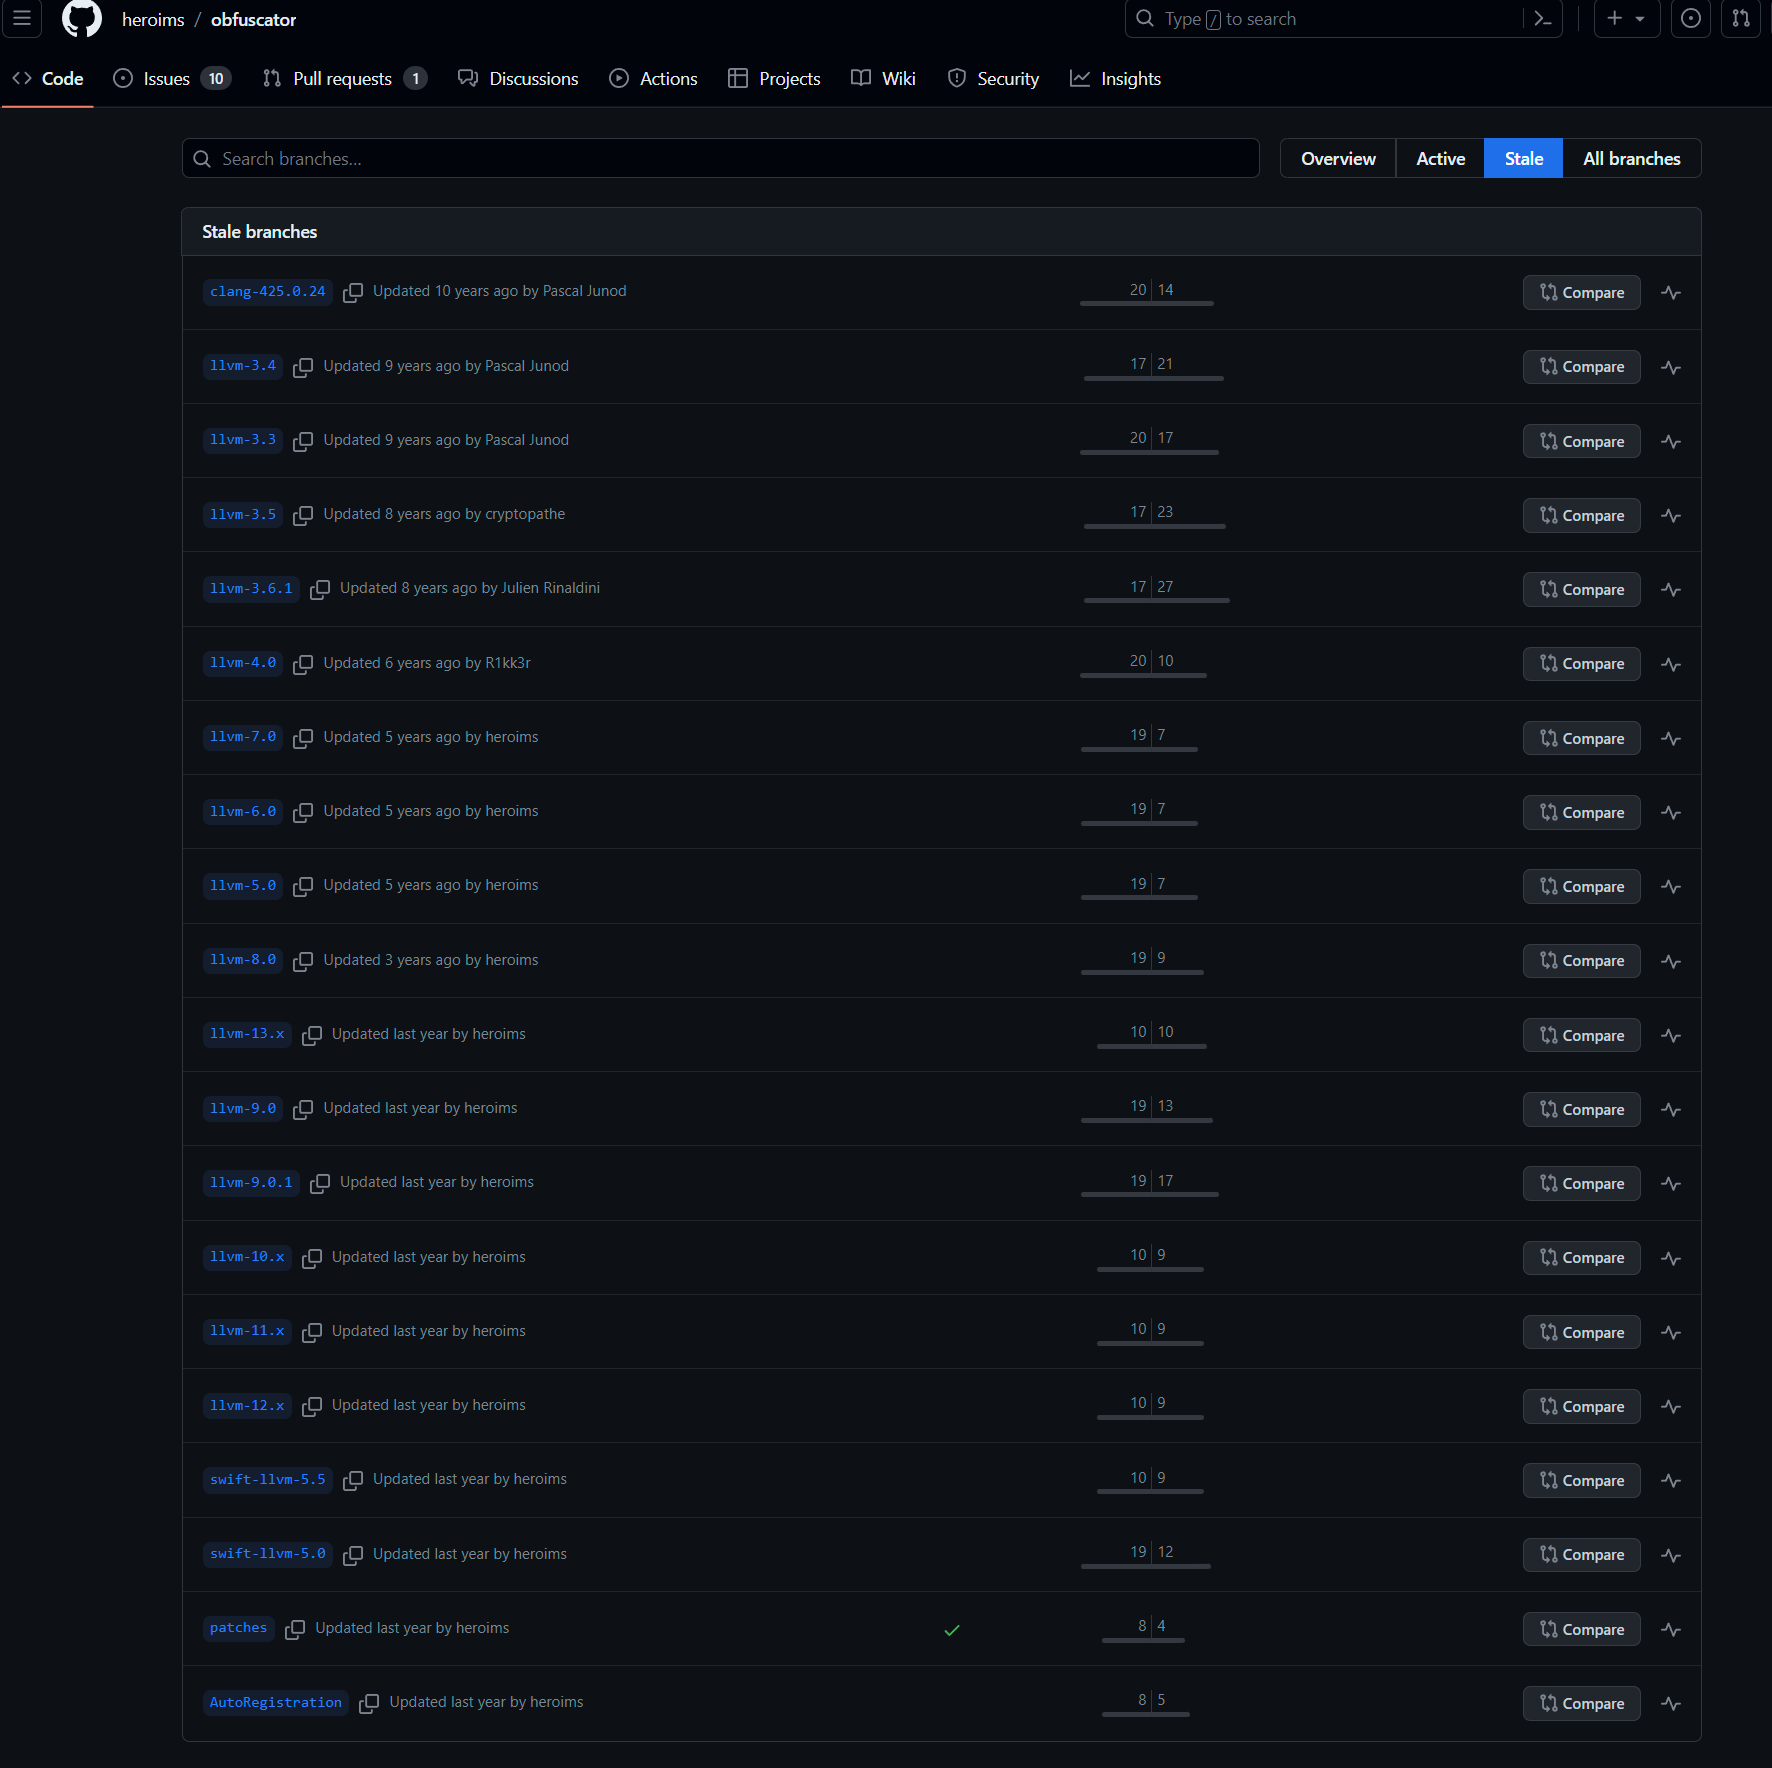 heroims / obfuscator
Type / to search
Code Issues 10 Pull requests 1 Discussions Actions Projects Wiki Security Insights
Search branches...
Overview Active Stale All branches
Stale branches
clang-425.0.24 Updated 10 years ago by Pascal Junod 20 14 Compare
llvm-3.4 Updated 9 years ago by Pascal Junod 17 21 Compare
llvm-3.3 Updated 9 years ago by Pascal Junod 20 17 Compare
llvm-3.5 Updated 8 years ago by cryptopathe 17 23 Compare
llvm-3.6.1 Updated 8 years ago by Julien Rinaldini 17 27 Compare
llvm-4.0 Updated 6 years ago by R1kk3r 20 10 Compare
llvm-7.0 Updated 5 years ago by heroims 19 7 Compare
llvm-6.0 Updated 5 years ago by heroims 19 7 Compare
llvm-5.0 Updated 5 years ago by heroims 19 7 Compare
llvm-8.0 Updated 3 years ago by heroims 19 9 Compare
llvm-13.x Updated last year by heroims 10 10 Compare
llvm-9.0 Updated last year by heroims 19 13 Compare
llvm-9.0.1 Updated last year by heroims 19 17 Compare
llvm-10.x Updated last year by heroims 10 9 Compare
llvm-11.x Updated last year by heroims 10 9 Compare
llvm-12.x Updated last year by heroims 10 9 Compare
swift-llvm-5.5 Updated last year by heroims 10 9 Compare
swift-llvm-5.0 Updated last year by heroims 19 12 Compare
patches Updated last year by heroims 8 4 Compare
AutoRegistration Updated last year by heroims 8 5 Compare